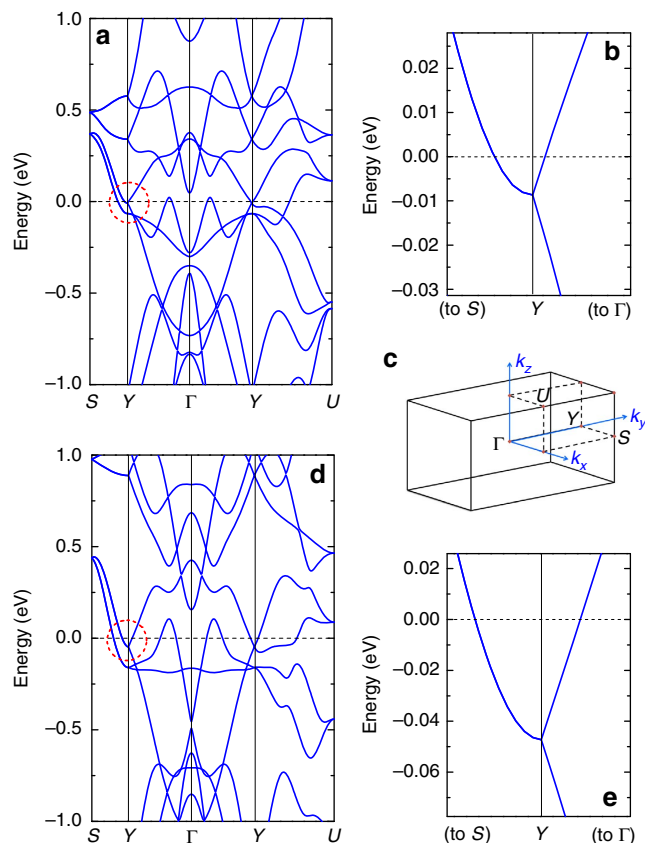 a
1.0
0.5
0.0
−0.5
−1.0
Energy (eV)
S Y Γ Y U
b
0.02
0.01
0.00
−0.01
−0.02
−0.03
Energy (eV)
(to S) Y (to Γ)
c
kz
U
Y
ky
Γ
S
kx
d
1.0
0.5
0.0
−0.5
−1.0
Energy (eV)
S Y Γ Y U
0.02
0.00
−0.02
−0.04
−0.06
Energy (eV)
e
(to S) Y (to Γ)